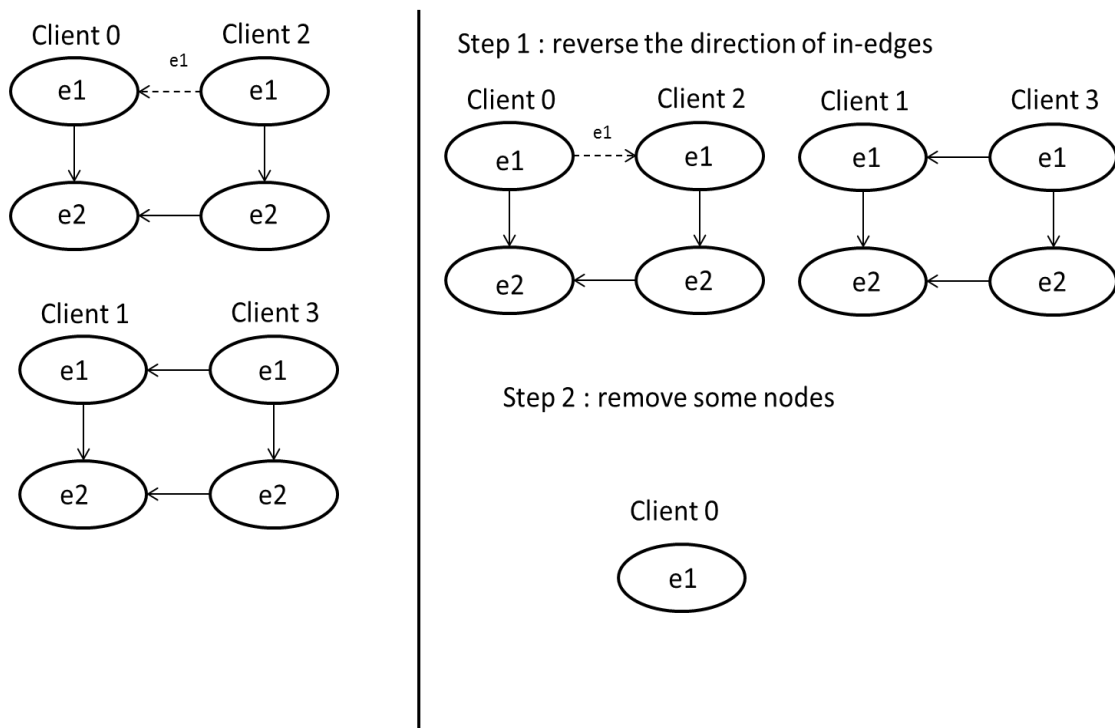 Client 0 Client 2
e1
e1 e1
e2 e2
Client 1 Client 3
e1 e1
e2 e2
Step 1 : reverse the direction of in-edges
Client 0 Client 2 Client 1 Client 3
e1
e1 e1 e1 e1
e2 e2 e2 e2
Step 2 : remove some nodes
Client 0
e1